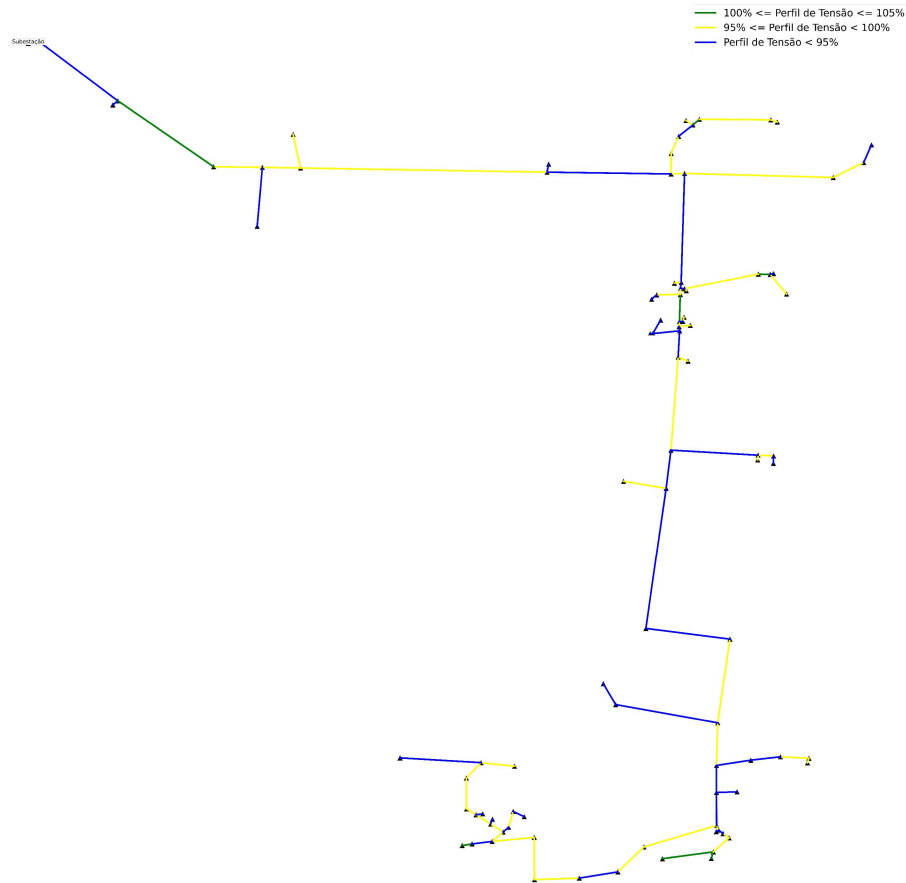 100% <= Perfil de Tensão <= 105%
95% <= Perfil de Tensão < 100%
Perfil de Tensão < 95%
Subestação